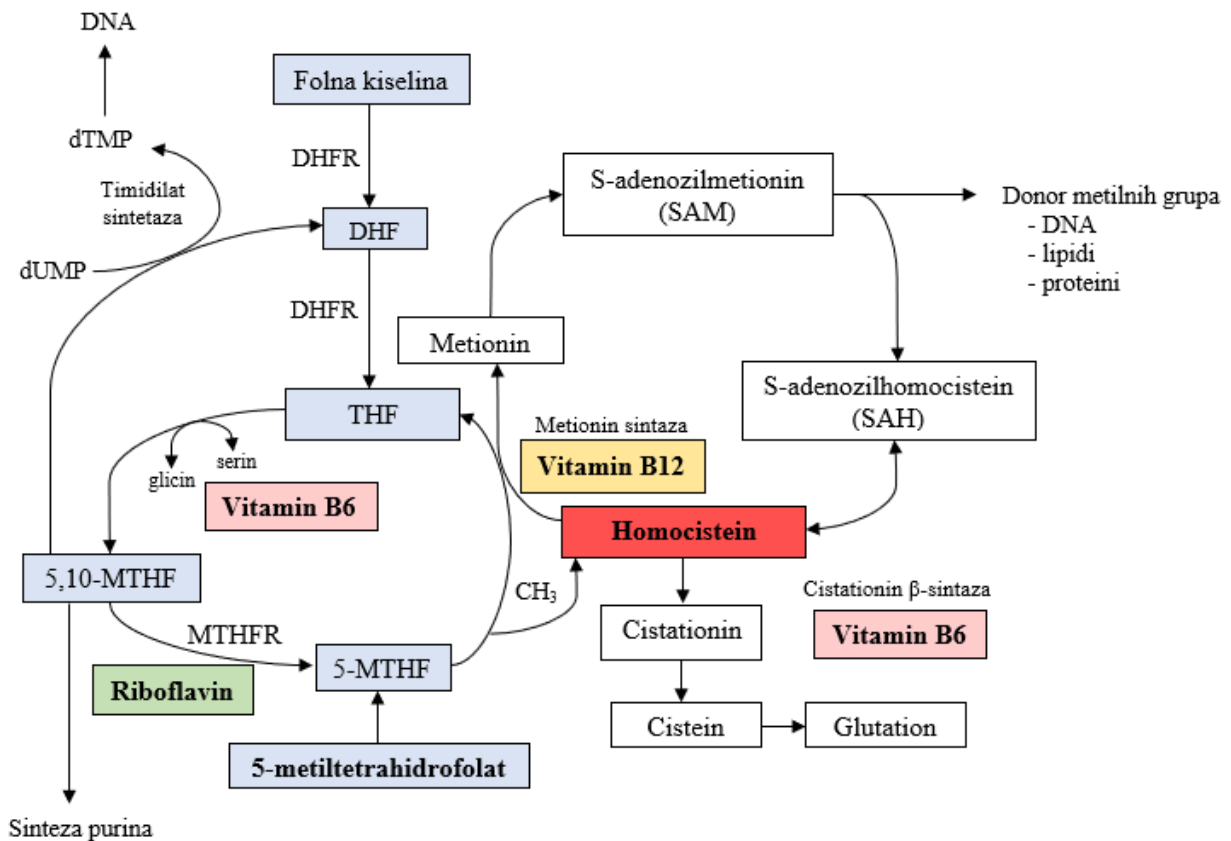 DNA
Folna kiselina
dTMP
DHFR
Timidilat
sintetaza
S-adenozilmetionin
(SAM)
Donor metilnih grupa
- DNA
- lipidi
- proteini
DHF
dUMP
DHFR
Metionin
S-adenozilhomocistein
(SAH)
THF
Metionin sintaza
Vitamin B12
serin
glicin
Vitamin B6
Homocistein
5,10-MTHF
CH₃
Cistationin β-sintaza
Vitamin B6
Cistationin
MTHFR
5-MTHF
Riboflavin
Cistein
Glutation
5-metiltetrahidrofolat
Sinteza purina